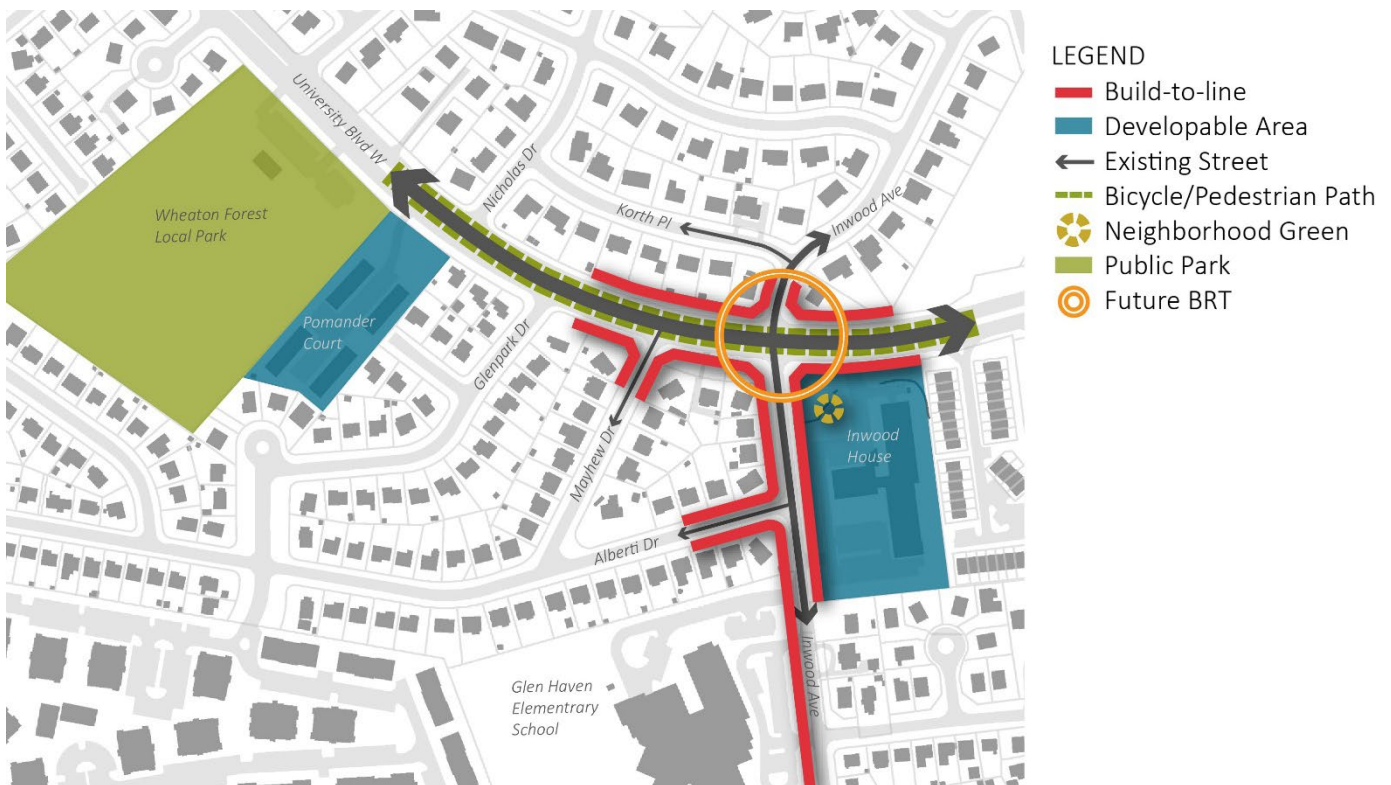 University Blvd W
Nicholas Dr
Wheaton Forest
Local Park
Korth Pl
Inwood Ave
Pomander
Court
Glenpark Dr
Mayhew Dr
Inwood
House
Alberti Dr
Inwood Ave
Glen Haven
Elementrary
School
LEGEND
Build-to-line
Developable Area
Existing Street
Bicycle/Pedestrian Path
Neighborhood Green
Public Park
Future BRT